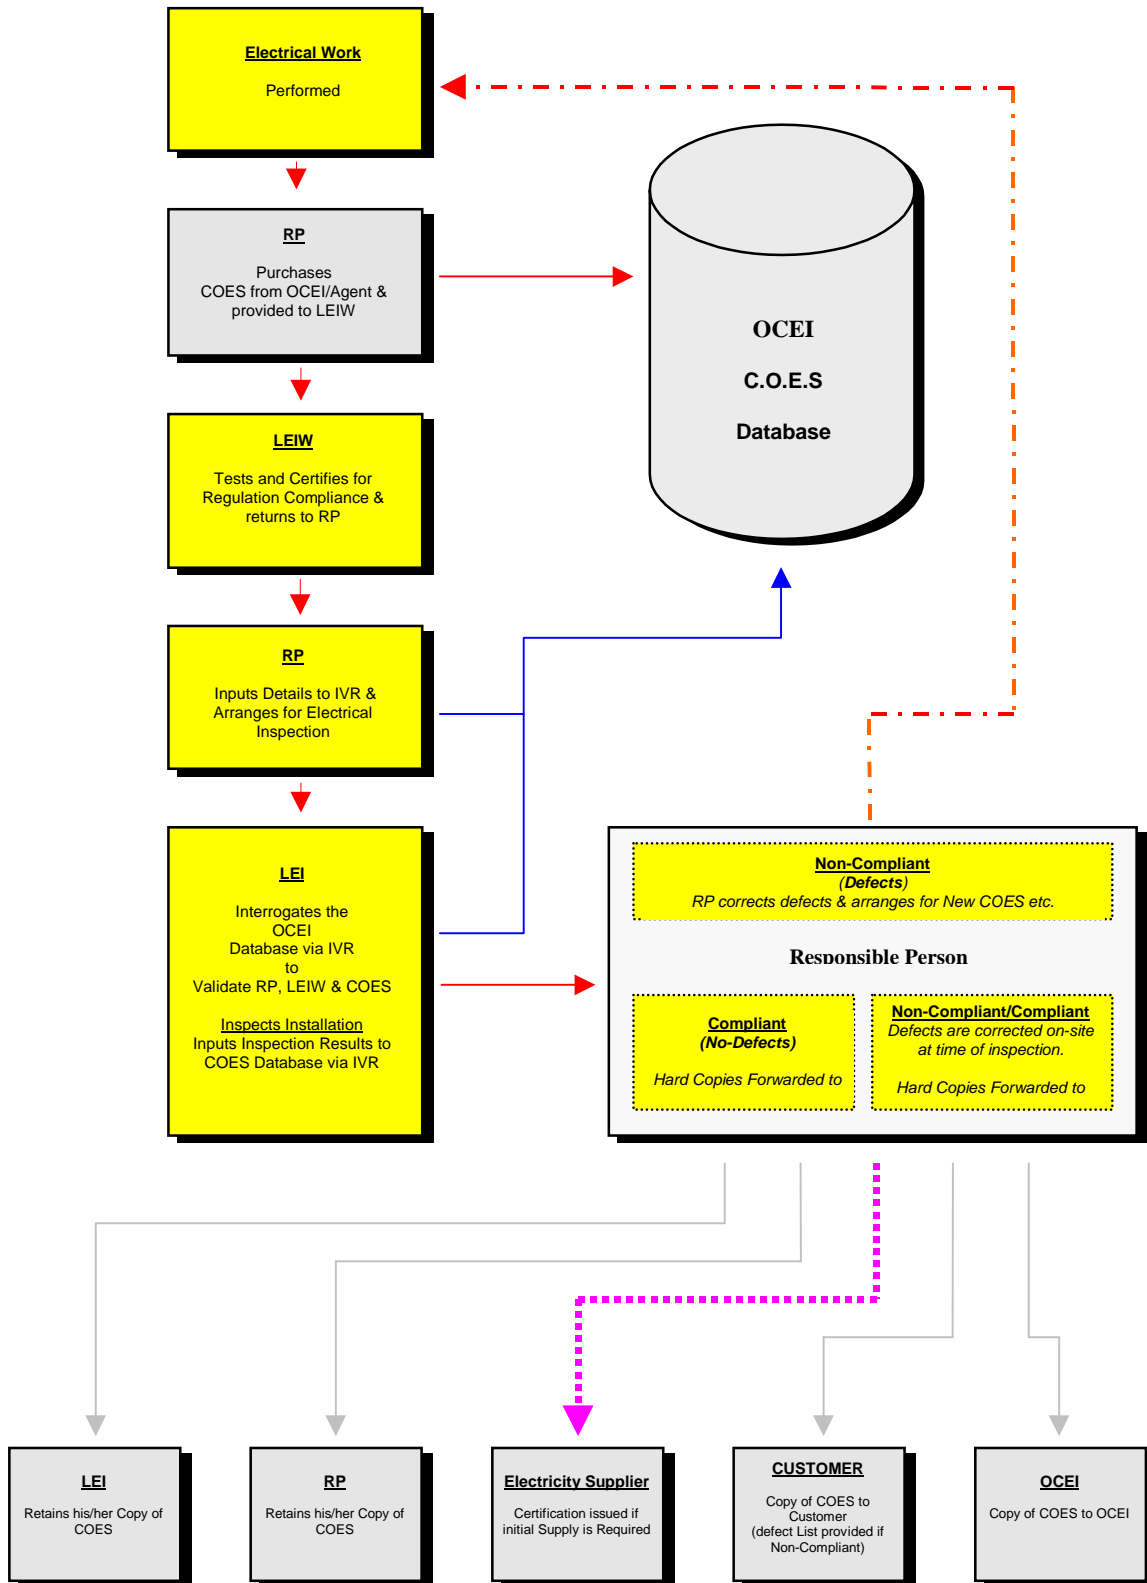 Electrical Work
Performed
RP
Purchases
COES from OCEI/Agent &
provided to LEIW
OCEI
C.O.E.S
Database
LEIW
Tests and Certifies for
Regulation Compliance &
returns to RP
RP
Inputs Details to IVR &
Arranges for Electrical
Inspection
LEI
Interrogates the
OCEI
Database via IVR
to
Validate RP, LEIW & COES
Inspects Installation
Inputs Inspection Results to
COES Database via IVR
Non-Compliant
(Defects)
RP corrects defects & arranges for New COES etc.
Responsible Person
Compliant
(No-Defects)
Hard Copies Forwarded to
Non-Compliant/Compliant
Defects are corrected on-site
at time of inspection.
Hard Copies Forwarded to
LEI
Retains his/her Copy of
COES
RP
Retains his/her Copy of
COES
Electricity Supplier
Certification issued if
initial Supply is Required
CUSTOMER
Copy of COES to
Customer
(defect List provided if
Non-Compliant)
OCEI
Copy of COES to OCEI